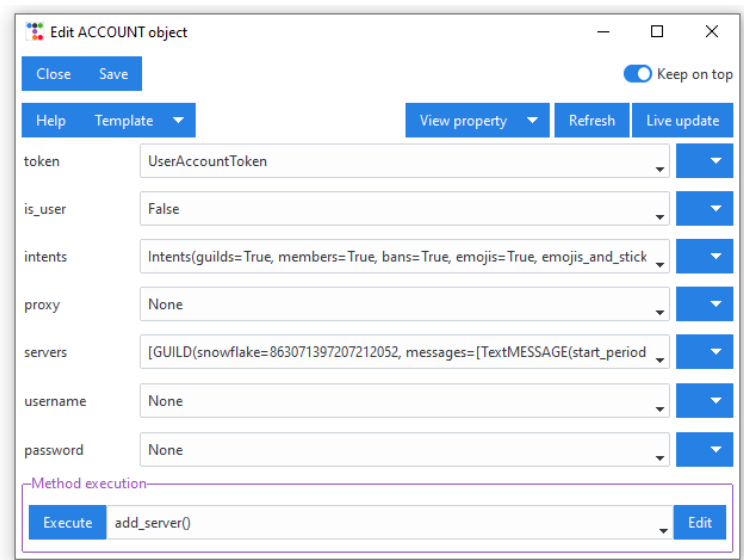 Edit ACCOUNT object
Close Save Keep on top
Help Template View property Refresh Live update
token UserAccountToken
is_user False
intents Intents(guilds=True, members=True, bans=True, emojis=True, emojis_and_stick
proxy None
servers [GUILD(snowflake=863071397207212052, messages=[TextMESSAGE(start_period
username None
password None
Method execution
Execute add_server() Edit